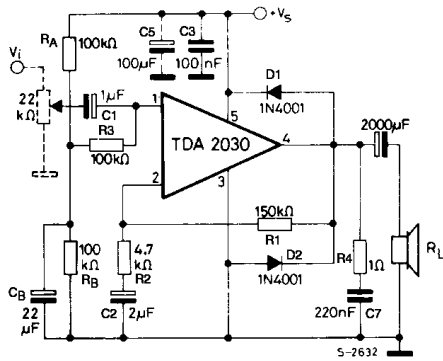 +Vs
Vi
RA
100kΩ
C5
100µF
C3
100nF
D1
1N4001
22
kΩ
1µF
C1
R3
100kΩ
1
5
TDA 2030
4
2
3
2000µF
150kΩ
R1
D2
1N4001
100
kΩ
RB
4,7
kΩ
R2
CB
22
µF
C2
2µF
R4
1Ω
220nF
C7
RL
S-2632